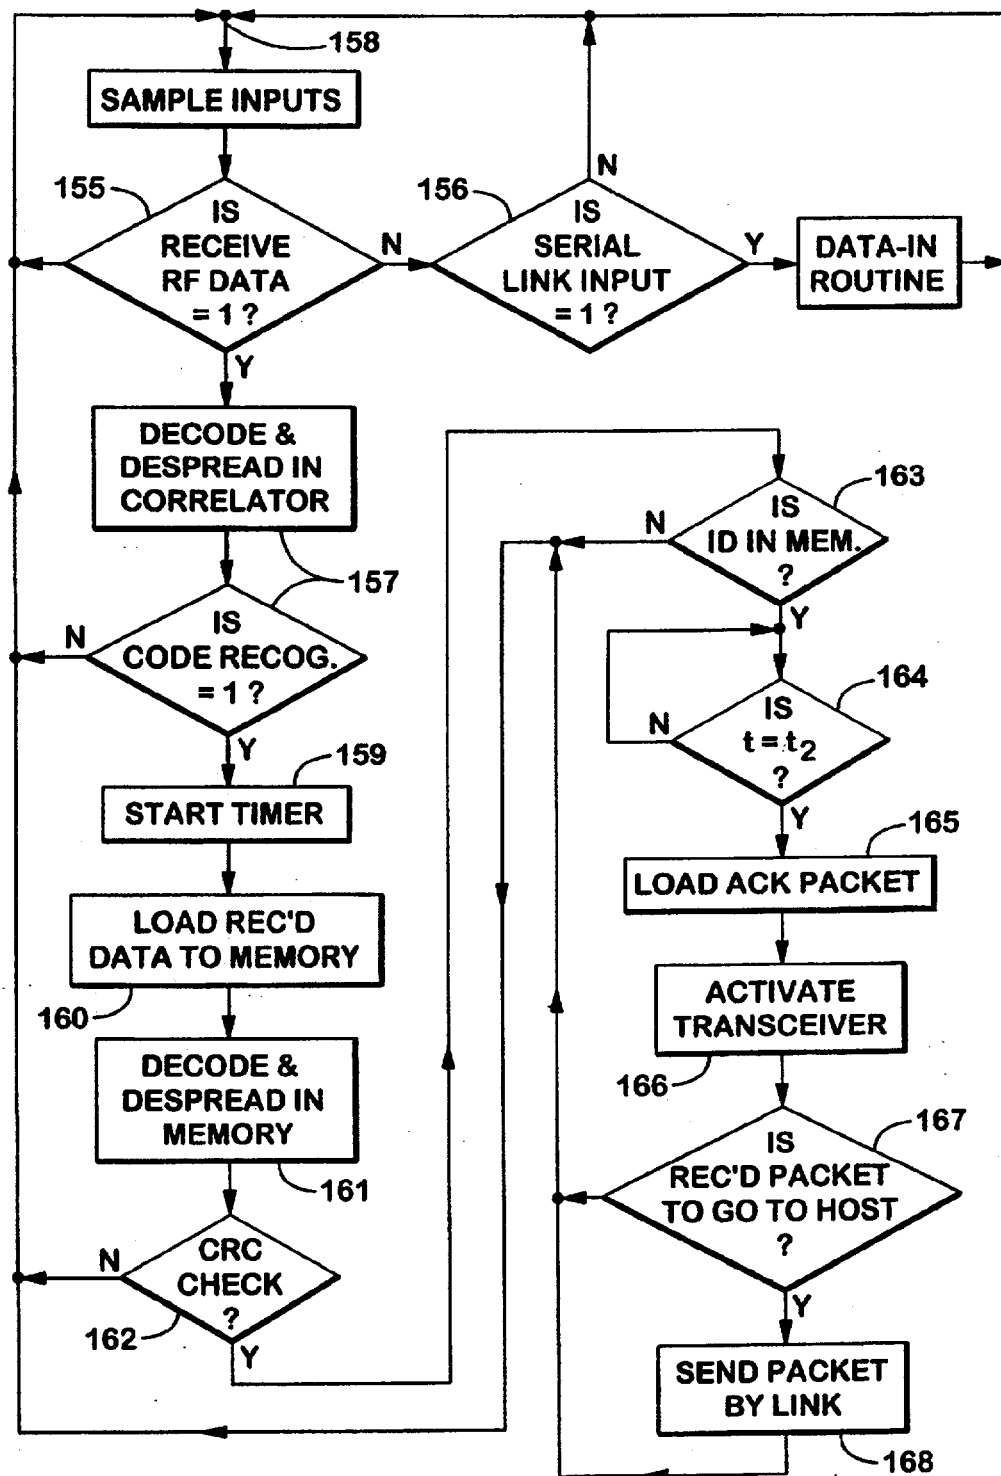 158
SAMPLE INPUTS
155
IS
RECEIVE
RF DATA
= 1 ?
N
Y
156
IS
SERIAL
LINK INPUT
= 1 ?
N
Y
DATA-IN
ROUTINE
DECODE &
DESPREAD IN
CORRELATOR
157
IS
CODE RECOG.
= 1 ?
N
Y
159
START TIMER
LOAD REC'D
DATA TO MEMORY
160
DECODE &
DESPREAD IN
MEMORY
161
CRC
CHECK
?
N
162
Y
163
IS
ID IN MEM.
?
N
Y
164
IS
t = t2
?
N
Y
165
LOAD ACK PACKET
ACTIVATE
TRANSCEIVER
166
167
IS
REC'D PACKET
TO GO TO HOST
?
Y
SEND PACKET
BY LINK
168